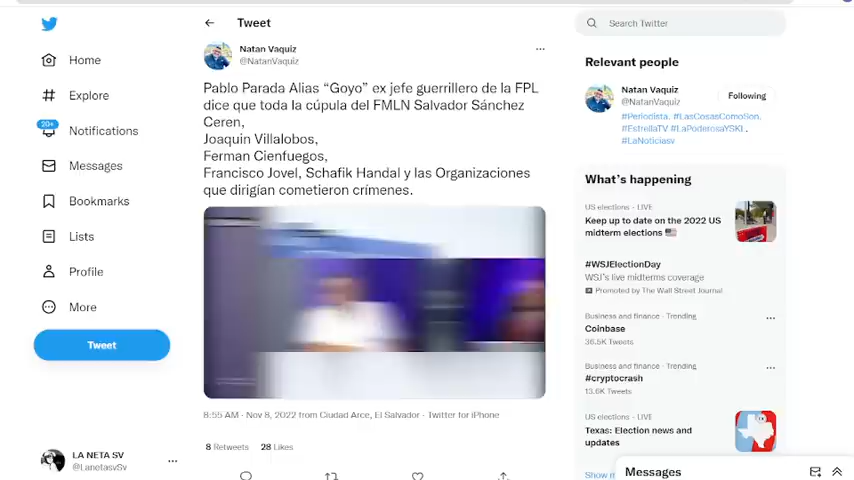 Tweet
Search Twitter
Home
Explore
20+
Notifications
Messages
Bookmarks
Lists
Profile
More
Tweet
LA NETA SV
@LanetasvSv
Natan Vaquiz
@NatanVaquiz
Pablo Parada Alias “Goyo” ex jefe guerrillero de la FPL
dice que toda la cúpula del FMLN Salvador Sánchez
Ceren,
Joaquin Villalobos,
Ferman Cienfuegos,
Francisco Jovel, Schafik Handal y las Organizaciones
que dirigían cometieron crímenes.
8:55 AM · Nov 8, 2022 from Ciudad Arce, El Salvador · Twitter for iPhone
8 Retweets 28 Likes
Relevant people
Natan Vaquiz
@NatanVaquiz
Following
#Periodista, #LasCosasComoSon,
#EstrellaTV #LaPoderosaYSKL,
#LaNoticiasv
What’s happening
US elections · LIVE
Keep up to date on the 2022 US
midterm elections
#WSJElectionDay
WSJ’s live midterms coverage
Promoted by The Wall Street Journal
Business and finance · Trending
Coinbase
36.5K Tweets
Business and finance · Trending
#cryptocrash
13.6K Tweets
US elections · LIVE
Texas: Election news and
updates
Show m
Messages